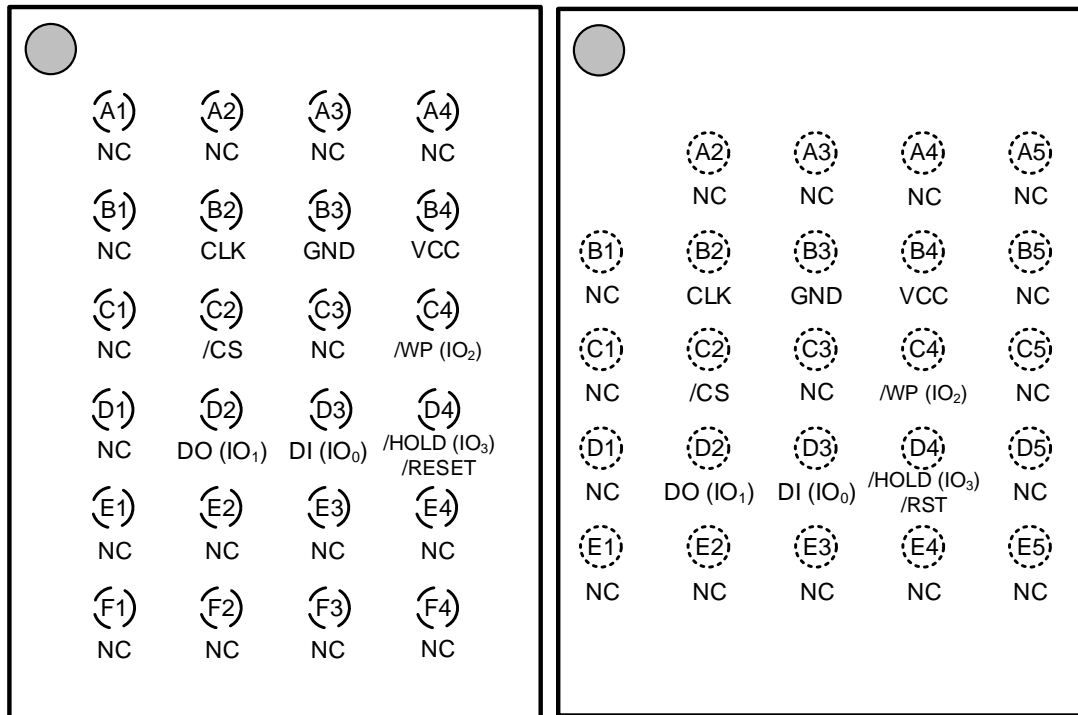 A1 A2 A3 A4
NC NC NC NC
B1 B2 B3 B4
NC CLK GND VCC
C1 C2 C3 C4
NC /CS NC /WP (IO₂)
D1 D2 D3 D4
NC DO (IO₁) DI (IO₀) /HOLD (IO₃)
/RESET
E1 E2 E3 E4
NC NC NC NC
F1 F2 F3 F4
NC NC NC NC
A2 A3 A4 A5
NC NC NC NC
B1 B2 B3 B4 B5
NC CLK GND VCC NC
C1 C2 C3 C4 C5
NC /CS NC /WP (IO₂) NC
D1 D2 D3 D4 D5
NC DO (IO₁) DI (IO₀) /HOLD (IO₃) NC
/RST
E1 E2 E3 E4 E5
NC NC NC NC NC